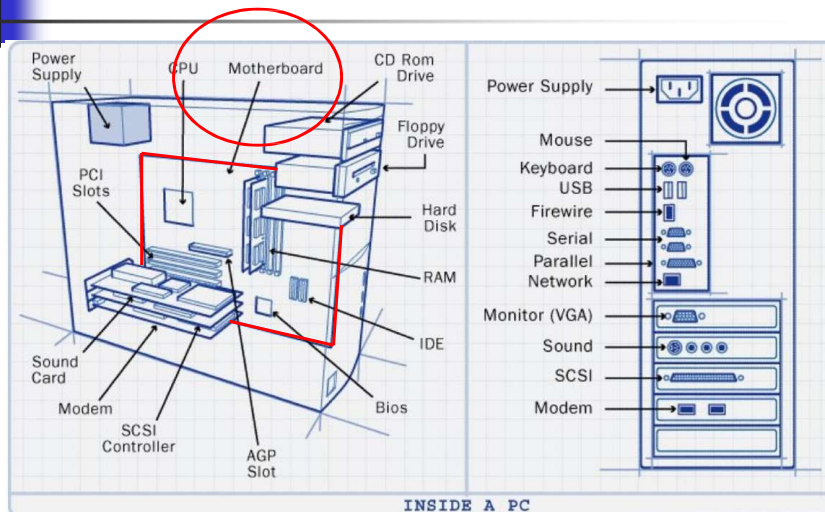 Power
Supply
CPU
Motherboard
CD Rom
Drive
Floppy
Drive
PCI
Slots
Hard
Disk
RAM
IDE
Sound
Card
Modem
SCSI
Controller
AGP
Slot
Bios
Power Supply
Mouse
Keyboard
USB
Firewire
Serial
Parallel
Network
Monitor (VGA)
Sound
SCSI
Modem
INSIDE A PC